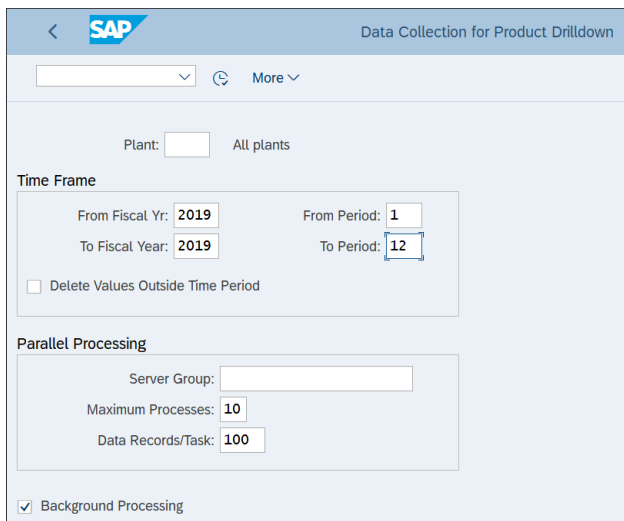 SAP Data Collection for Product Drilldown
More
Plant: All plants
Time Frame
From Fiscal Yr: 2019 From Period: 1
To Fiscal Year: 2019 To Period: 12
Delete Values Outside Time Period
Parallel Processing
Server Group:
Maximum Processes: 10
Data Records/Task: 100
Background Processing